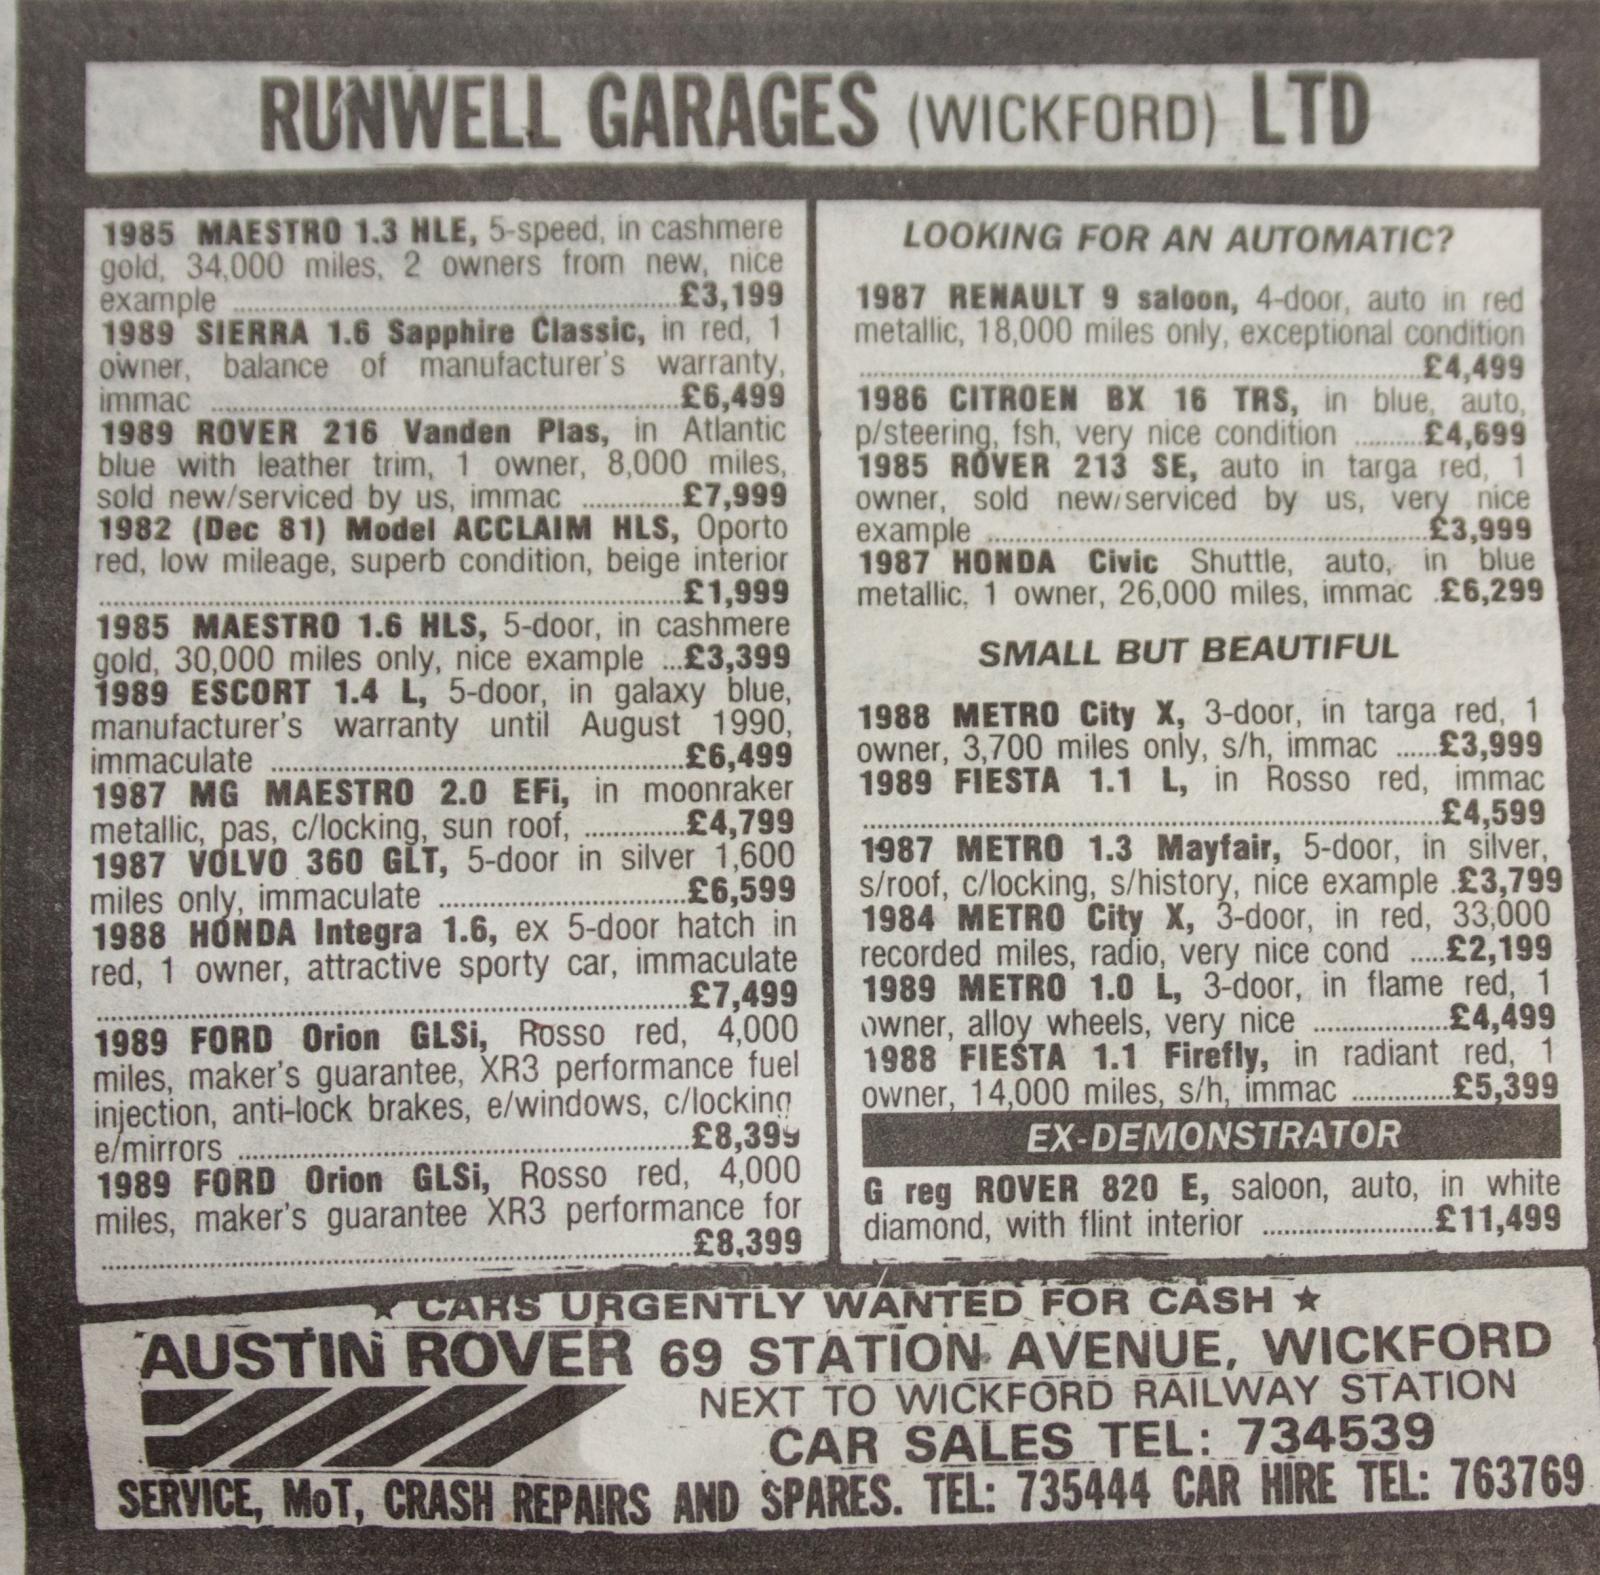 RUNWELL GARAGES (WICKFORD) LTD
1985 MAESTRO 1.3 HLE, 5-speed, in cashmere
gold, 34,000 miles, 2 owners from new, nice
example ........ £3,199
1989 SIERRA 1.6 Sapphire Classic, in red, 1
owner, balance of manufacturer's warranty,
immac ........ £6,499
1989 ROVER 216 Vanden Plas, in Atlantic
blue with leather trim, 1 owner, 8,000 miles,
sold new/serviced by us, immac ........ £7,999
1982 (Dec 81) Model ACCLAIM HLS, Oporto
red, low mileage, superb condition, beige interior
........ £1,999
1985 MAESTRO 1.6 HLS, 5-door, in cashmere
gold, 30,000 miles only, nice example ...£3,399
1989 ESCORT 1.4 L, 5-door, in galaxy blue,
manufacturer's warranty until August 1990,
immaculate ........ £6,499
1987 MG MAESTRO 2.0 EFi, in moonraker
metallic, pas, c/locking, sun roof, ........ £4,799
1987 VOLVO 360 GLT, 5-door in silver 1,600
miles only, immaculate ........ £6,599
1988 HONDA Integra 1.6, ex 5-door hatch in
red, 1 owner, attractive sporty car, immaculate
........ £7,499
1989 FORD Orion GLSi, Rosso red, 4,000
miles, maker's guarantee, XR3 performance fuel
injection, anti-lock brakes, e/windows, c/locking
e/mirrors ........ £8,399
1989 FORD Orion GLSi, Rosso red, 4,000
miles, maker's guarantee XR3 performance for
........ £8,399
LOOKING FOR AN AUTOMATIC?
1987 RENAULT 9 saloon, 4-door, auto in red
metallic, 18,000 miles only, exceptional condition
........ £4,499
1986 CITROEN BX 16 TRS, in blue, auto,
p/steering, fsh, very nice condition ........ £4,699
1985 ROVER 213 SE, auto in targa red, 1
owner, sold new/serviced by us, very nice
example ........ £3,999
1987 HONDA Civic Shuttle, auto, in blue
metallic, 1 owner, 26,000 miles, immac .£6,299
SMALL BUT BEAUTIFUL
1988 METRO City X, 3-door, in targa red, 1
owner, 3,700 miles only, s/h, immac ......£3,999
1989 FIESTA 1.1 L, in Rosso red, immac
........ £4,599
1987 METRO 1.3 Mayfair, 5-door, in silver,
s/roof, c/locking, s/history, nice example .£3,799
1984 METRO City X, 3-door, in red, 33,000
recorded miles, radio, very nice cond .....£2,199
1989 METRO 1.0 L, 3-door, in flame red, 1
owner, alloy wheels, very nice ........ £4,499
1988 FIESTA 1.1 Firefly, in radiant red, 1
owner, 14,000 miles, s/h, immac ........ £5,399
EX-DEMONSTRATOR
G reg ROVER 820 E, saloon, auto, in white
diamond, with flint interior ........ £11,499
★ CARS URGENTLY WANTED FOR CASH ★
AUSTIN ROVER 69 STATION AVENUE, WICKFORD
NEXT TO WICKFORD RAILWAY STATION
CAR SALES TEL: 734539
SERVICE, MoT, CRASH REPAIRS AND SPARES. TEL: 735444 CAR HIRE TEL: 763769